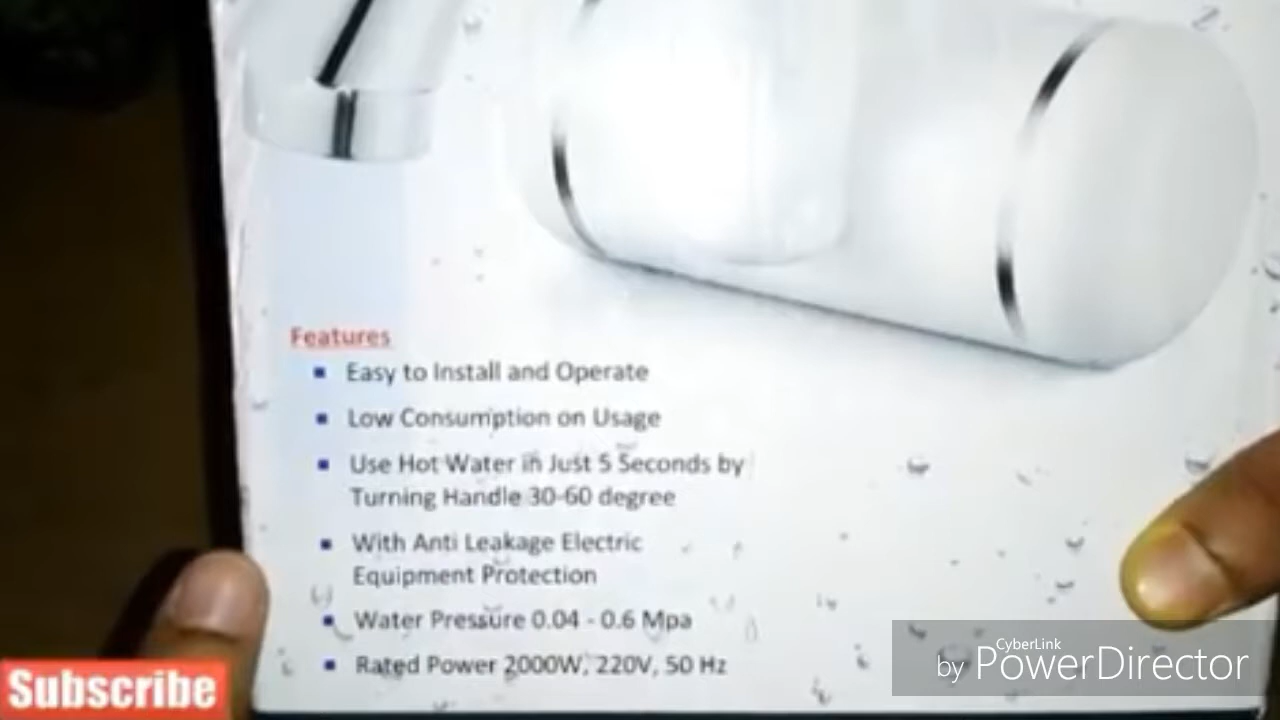 Features
▪ Easy to Install and Operate
▪ Low Consumption on Usage
▪ Use Hot Water in Just 5 Seconds by
Turning Handle 30-60 degree
▪ With Anti Leakage Electric
Equipment Protection
▪ Water Pressure 0.04 - 0.6 Mpa
▪ Rated Power 2000W, 220V, 50 Hz
Subscribe
CyberLink
by PowerDirector